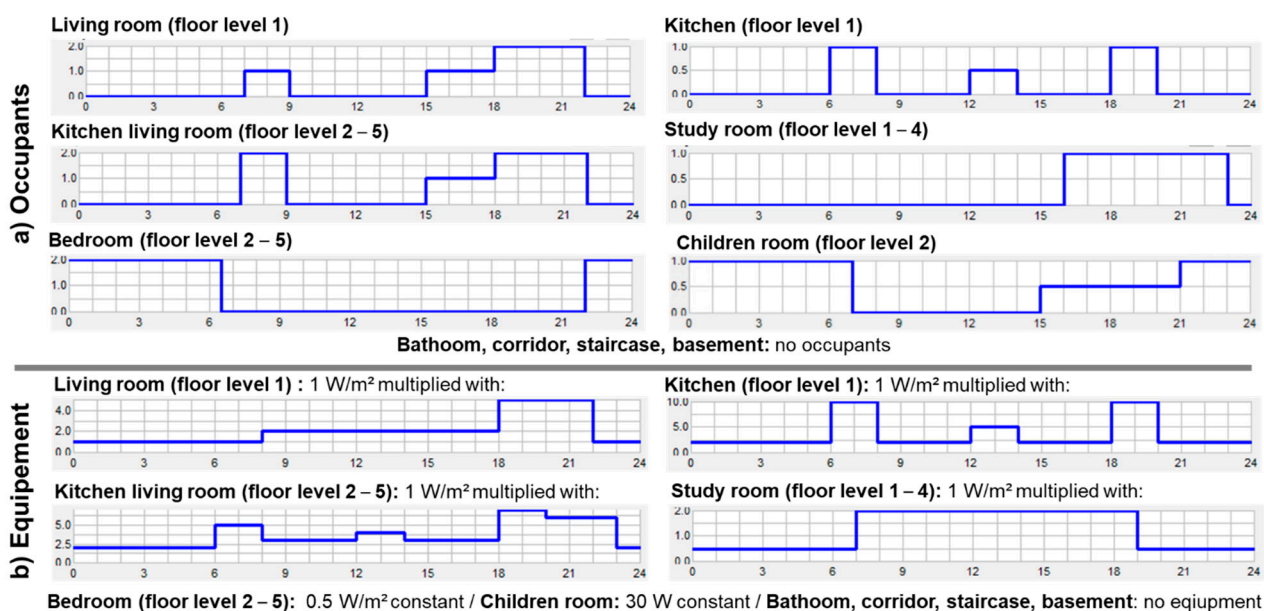 a) Occupants
Living room (floor level 1)
2.0
1.0
0.0
0 3 6 9 12 15 18 21 24
Kitchen (floor level 1)
1.0
0.5
0.0
0 3 6 9 12 15 18 21 24
Kitchen living room (floor level 2 – 5)
2.0
1.0
0.0
0 3 6 9 12 15 18 21 24
Study room (floor level 1 – 4)
1.0
0.5
0.0
0 3 6 9 12 15 18 21 24
Bedroom (floor level 2 – 5)
2.0
1.0
0.0
0 3 6 9 12 15 18 21 24
Children room (floor level 2)
1.0
0.5
0.0
0 3 6 9 12 15 18 21 24
Bathoom, corridor, staircase, basement: no occupants
b) Equipement
Living room (floor level 1) : 1 W/m² multiplied with:
4.0
2.0
0.0
0 3 6 9 12 15 18 21 24
Kitchen (floor level 1): 1 W/m² multiplied with:
10.0
5.0
0.0
0 3 6 9 12 15 18 21 24
Kitchen living room (floor level 2 – 5): 1 W/m² multiplied with:
5.0
2.5
0.0
0 3 6 9 12 15 18 21 24
Study room (floor level 1 – 4): 1 W/m² multiplied with:
2.0
1.0
0.0
0 3 6 9 12 15 18 21 24
Bedroom (floor level 2 – 5): 0.5 W/m² constant / Children room: 30 W constant / Bathoom, corridor, staircase, basement: no eqiupment